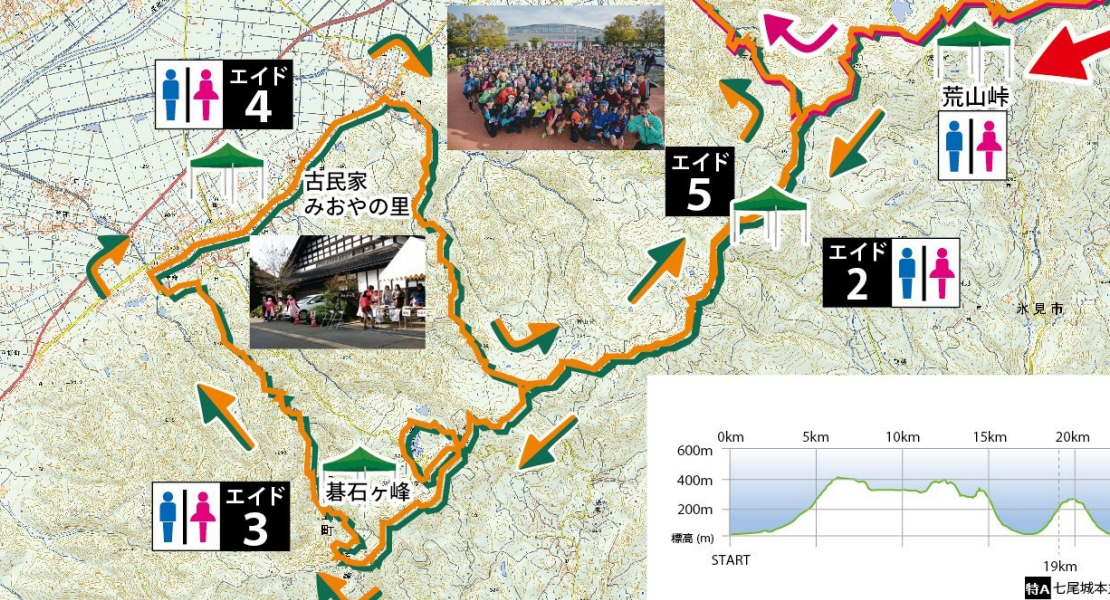 エイド
4
古民家
みおやの里
荒山峠
エイド
5
エイド
2
氷見市
碁石ヶ峰
エイド
3
町
0km
5km
10km
15km
20km
600m
400m
200m
標高 (m)
START
19km
特A
七尾城本